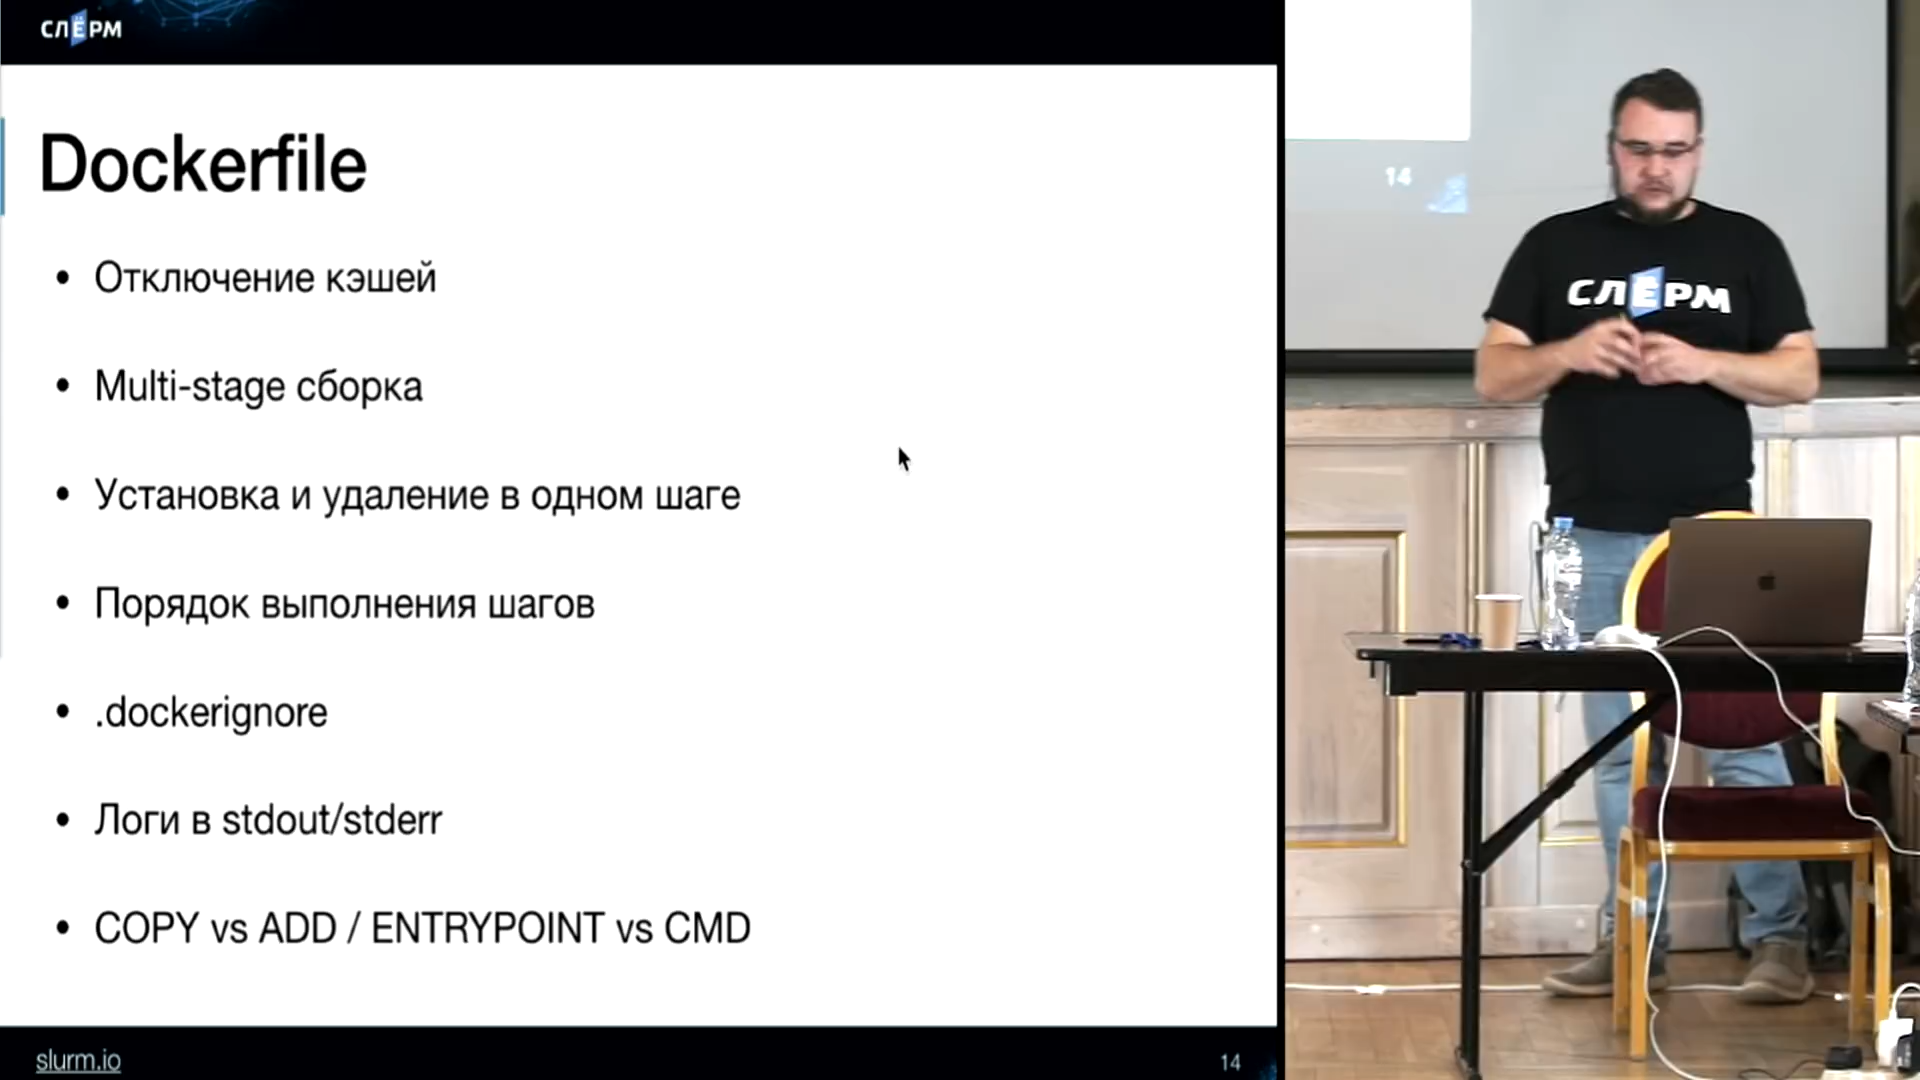 СЛЁРМ
Dockerfile
• Отключение кэшей
• Multi-stage сборка
• Установка и удаление в одном шаге
• Порядок выполнения шагов
• .dockerignore
• Логи в stdout/stderr
• COPY vs ADD / ENTRYPOINT vs CMD
slurm.io
14
14
СЛЁРМ